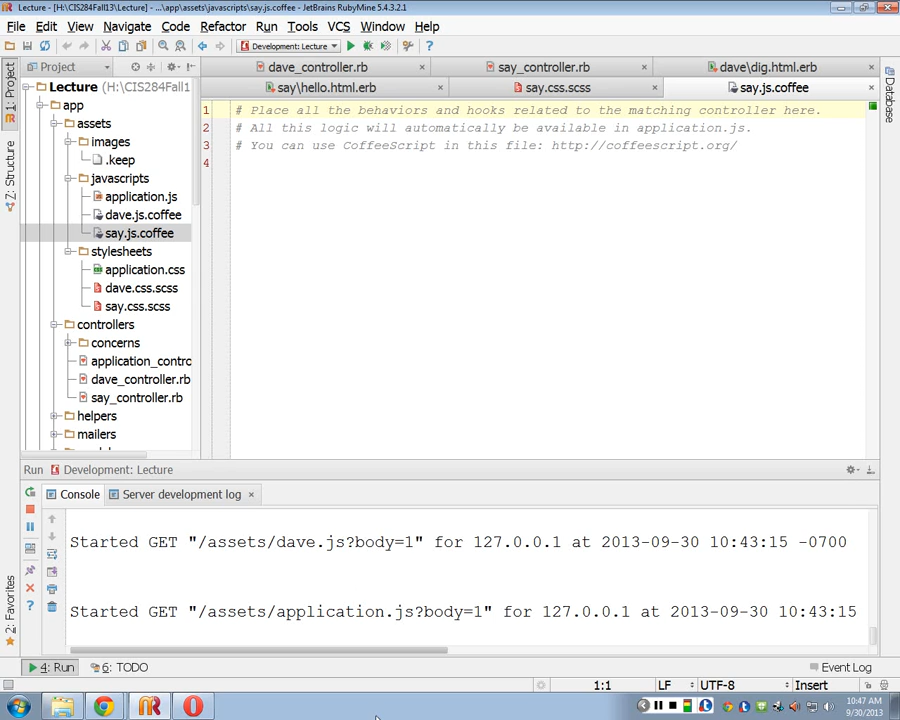 Lecture - [H:\CIS284Fall13\Lecture] - ...\app\assets\javascripts\say.js.coffee - JetBrains RubyMine 5.4.3.2.1
File Edit View Navigate Code Refactor Run Tools VCS Window Help
Development: Lecture
Project
dave_controller.rb say_controller.rb dave\dig.html.erb
Lecture (H:\CIS284Fall1 say\hello.html.erb say.css.scss say.js.coffee
1: Project
Z: Structure
2: Favorites
Database
app
assets
images
.keep
javascripts
application.js
dave.js.coffee
say.js.coffee
stylesheets
application.css
dave.css.scss
say.css.scss
controllers
concerns
application_contro
dave_controller.rb
say_controller.rb
helpers
mailers
1 # Place all the behaviors and hooks related to the matching controller here.
2 # All this logic will automatically be available in application.js.
3 # You can use CoffeeScript in this file: http://coffeescript.org/
4
Run Development: Lecture
Console Server development log
Started GET "/assets/dave.js?body=1" for 127.0.0.1 at 2013-09-30 10:43:15 -0700
Started GET "/assets/application.js?body=1" for 127.0.0.1 at 2013-09-30 10:43:15
4: Run 6: TODO Event Log
1:1 LF UTF-8 Insert
10:47 AM
9/30/2013